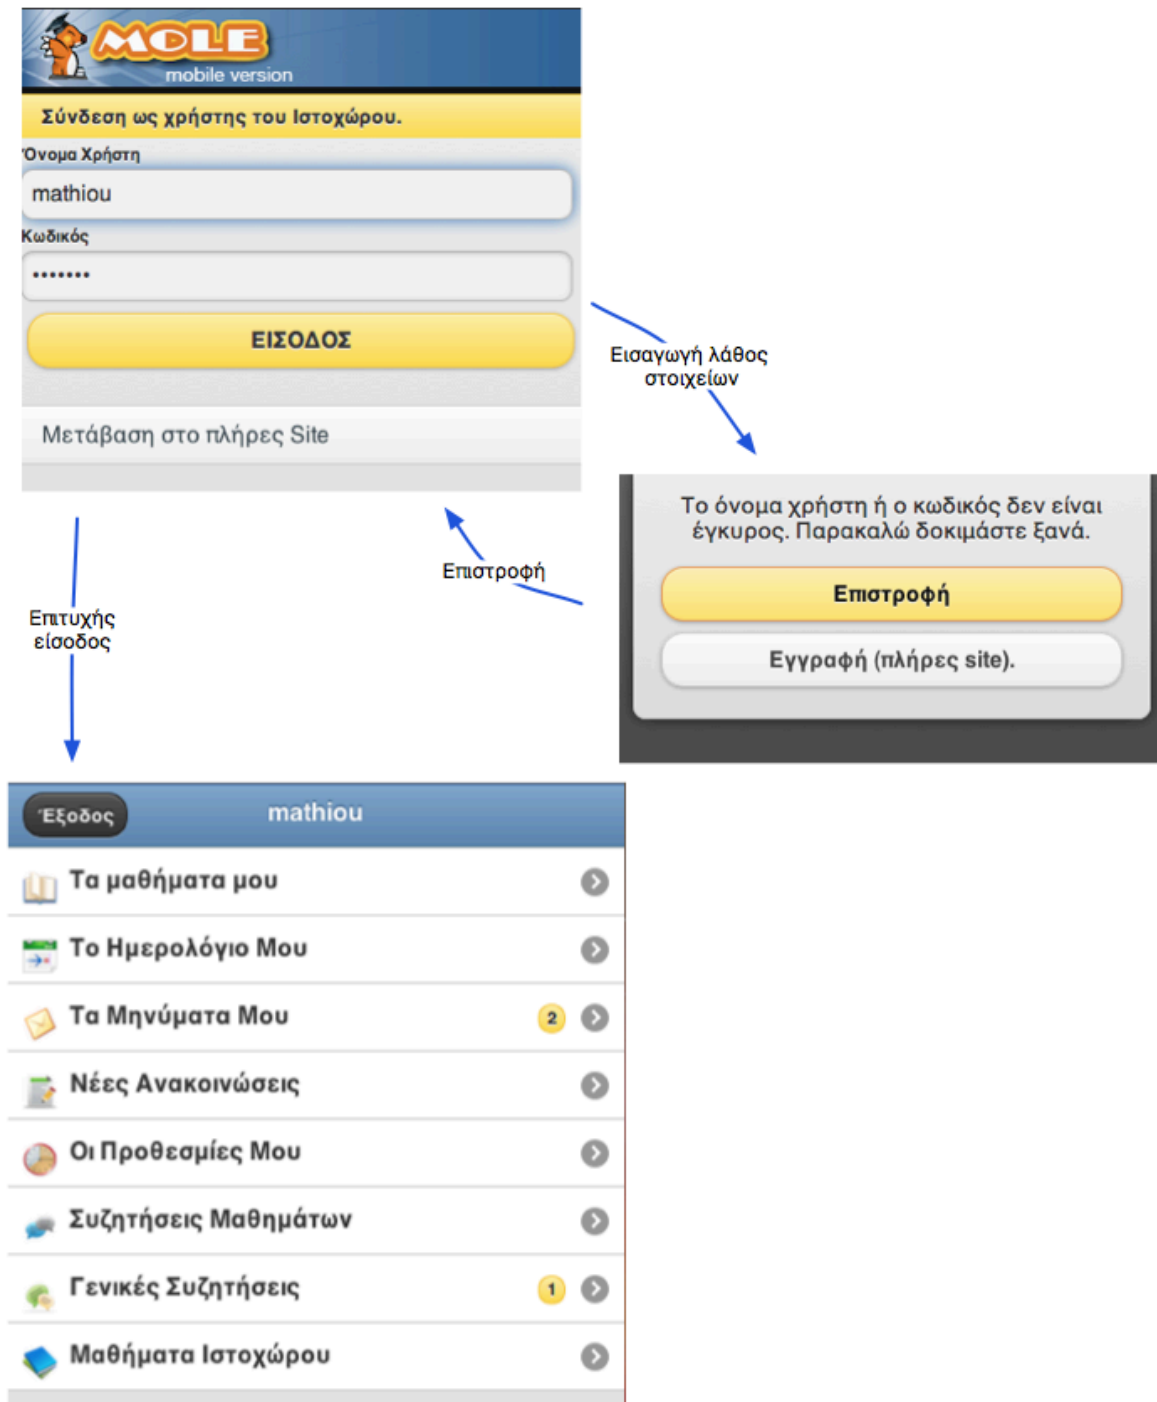 MOLE
mobile version
Σύνδεση ως χρήστης του Ιστοχώρου.
Όνομα Χρήστη
mathiou
Κωδικός
•••••••
ΕΙΣΟΔΟΣ
Μετάβαση στο πλήρες Site
Εισαγωγή λάθος
στοιχείων
Το όνομα χρήστη ή ο κωδικός δεν είναι
έγκυρος. Παρακαλώ δοκιμάστε ξανά.
Επιστροφή
Εγγραφή (πλήρες site).
Επιστροφή
Επιτυχής
είσοδος
Έξοδος
mathiou
Τα μαθήματα μου
Το Ημερολόγιο Μου
Τα Μηνύματα Μου 2
Νέες Ανακοινώσεις
Οι Προθεσμίες Μου
Συζητήσεις Μαθημάτων
Γενικές Συζητήσεις 1
Μαθήματα Ιστοχώρου